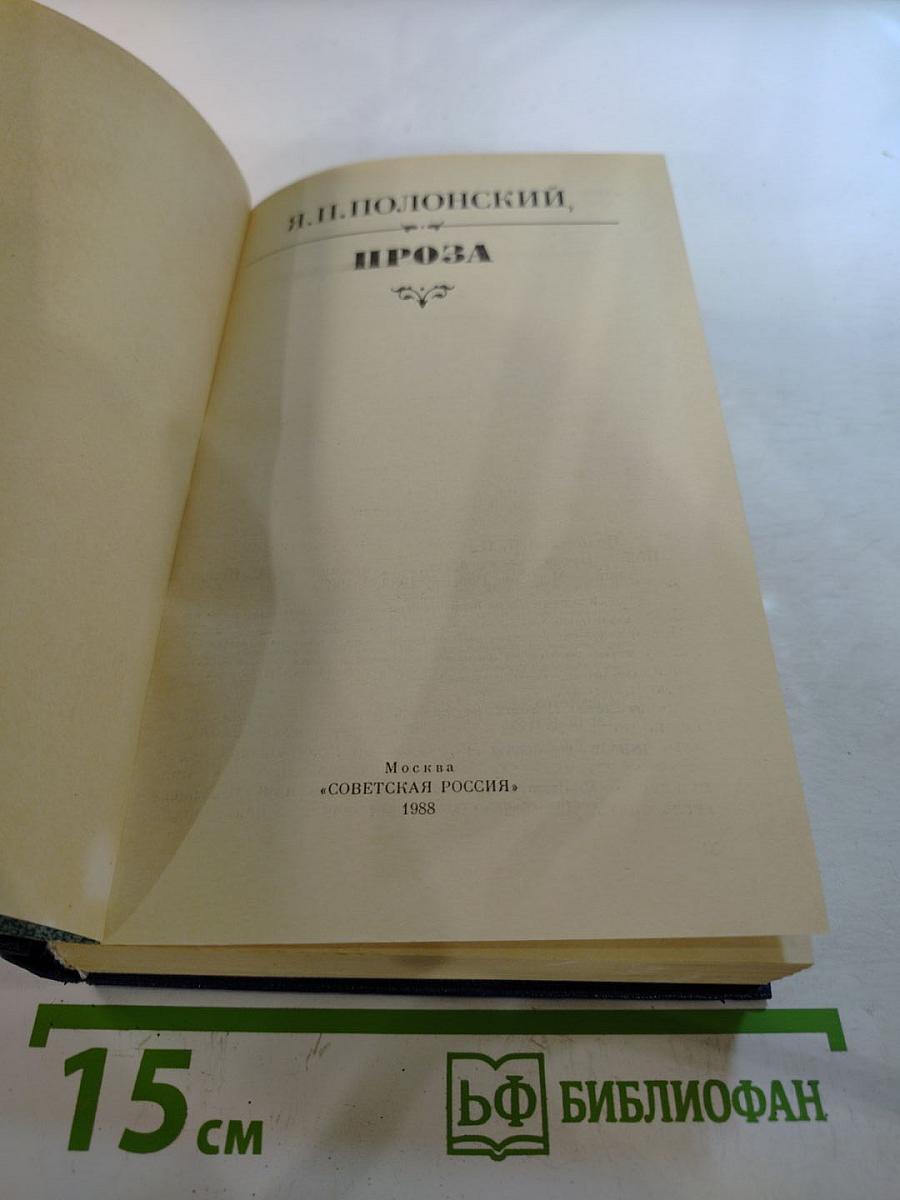 Я.П.ПОЛОНСКИЙ
ПРОЗА
Москва
«СОВЕТСКАЯ РОССИЯ»
1988
15 см
ЬФ БИБЛИОФАН